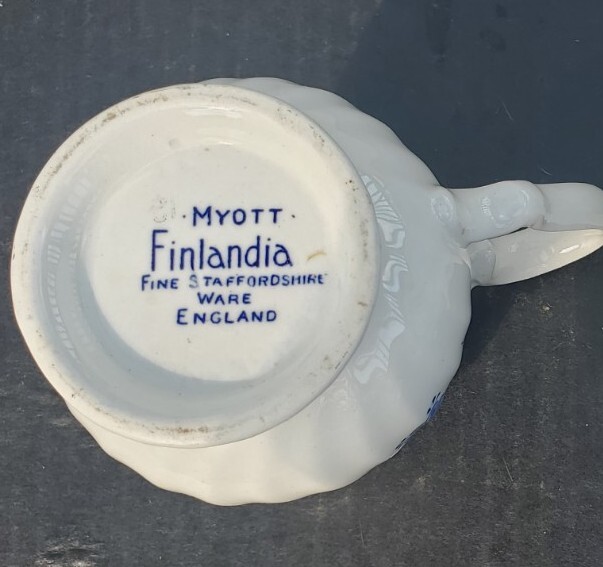 · MYOTT ·
Finlandia
FINE STAFFORDSHIRE
WARE
ENGLAND